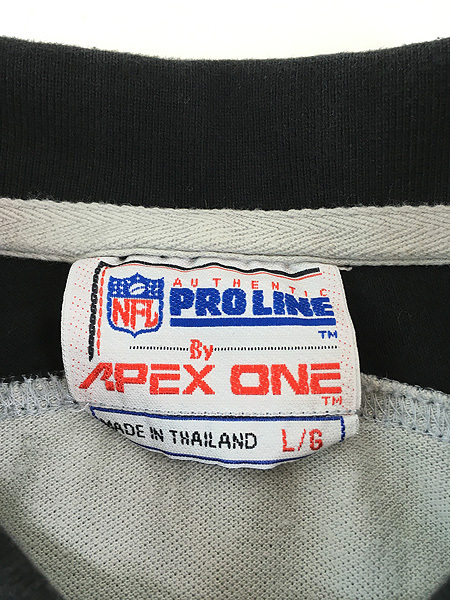 NFL
AUTHENTIC
PRO LINE
TM
By
APEX ONE
TM
MADE IN THAILAND L/G